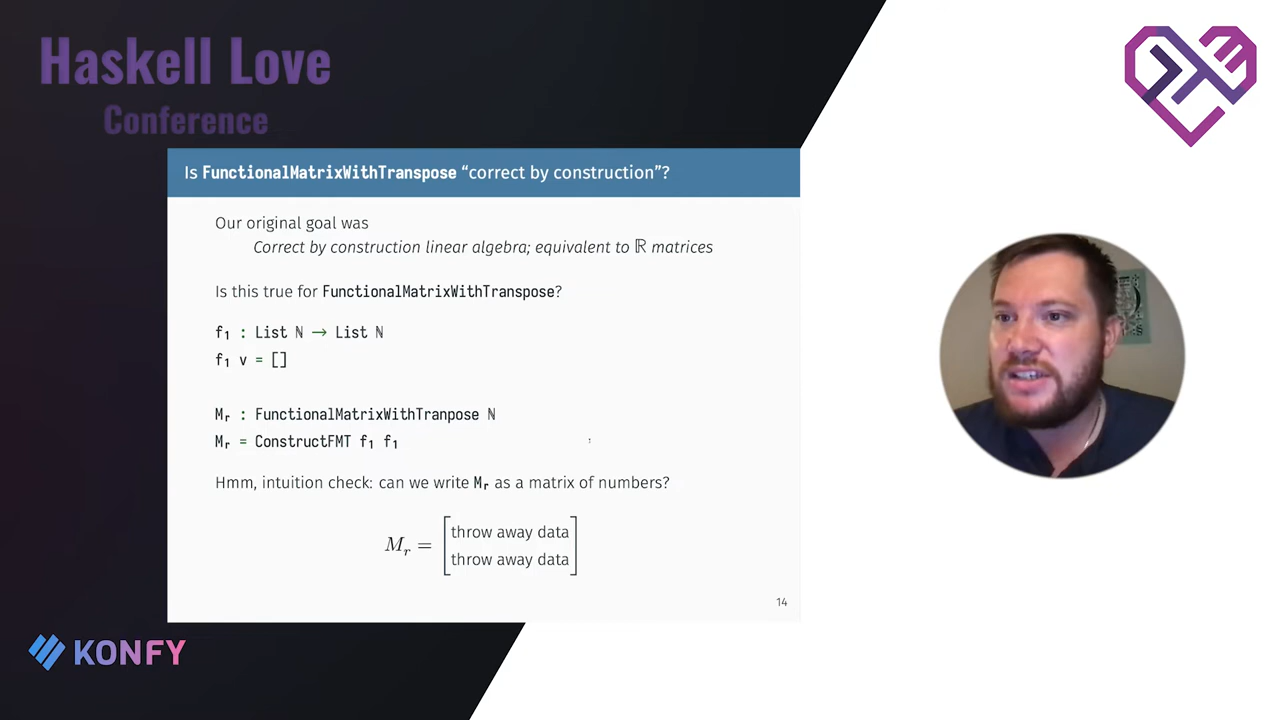 Haskell Love
Conference
Is FunctionalMatrixWithTranspose “correct by construction”?
Our original goal was
Correct by construction linear algebra; equivalent to ℝ matrices
Is this true for FunctionalMatrixWithTranspose?
f₁ : List ℕ → List ℕ
f₁ v = []
Mᵣ : FunctionalMatrixWithTranpose ℕ
Mᵣ = ConstructFMT f₁ f₁
Hmm, intuition check: can we write Mᵣ as a matrix of numbers?
Mᵣ = [throw away data
throw away data]
14
KONFY